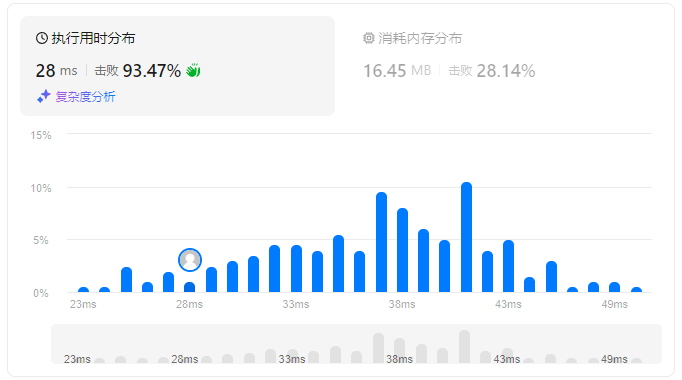 执行用时分布
28 ms 击败 93.47%
复杂度分析
消耗内存分布
16.45 MB 击败 28.14%
15%
10%
5%
0%
23ms 28ms 33ms 38ms 43ms 49ms
23ms 28ms 33ms 38ms 43ms 49ms